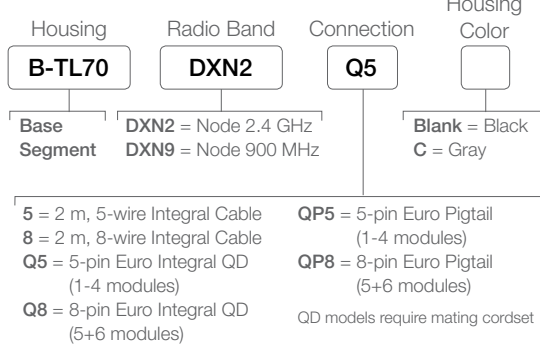 Housing
Radio Band
Connection
Housing
Color
B-TL70
DXN2
Q5
Base
Segment
DXN2 = Node 2.4 GHz
DXN9 = Node 900 MHz
Blank = Black
C = Gray
5 = 2 m, 5-wire Integral Cable
8 = 2 m, 8-wire Integral Cable
Q5 = 5-pin Euro Integral QD
(1-4 modules)
Q8 = 8-pin Euro Integral QD
(5+6 modules)
QP5 = 5-pin Euro Pigtail
(1-4 modules)
QP8 = 8-pin Euro Pigtail
(5+6 modules)
QD models require mating cordset